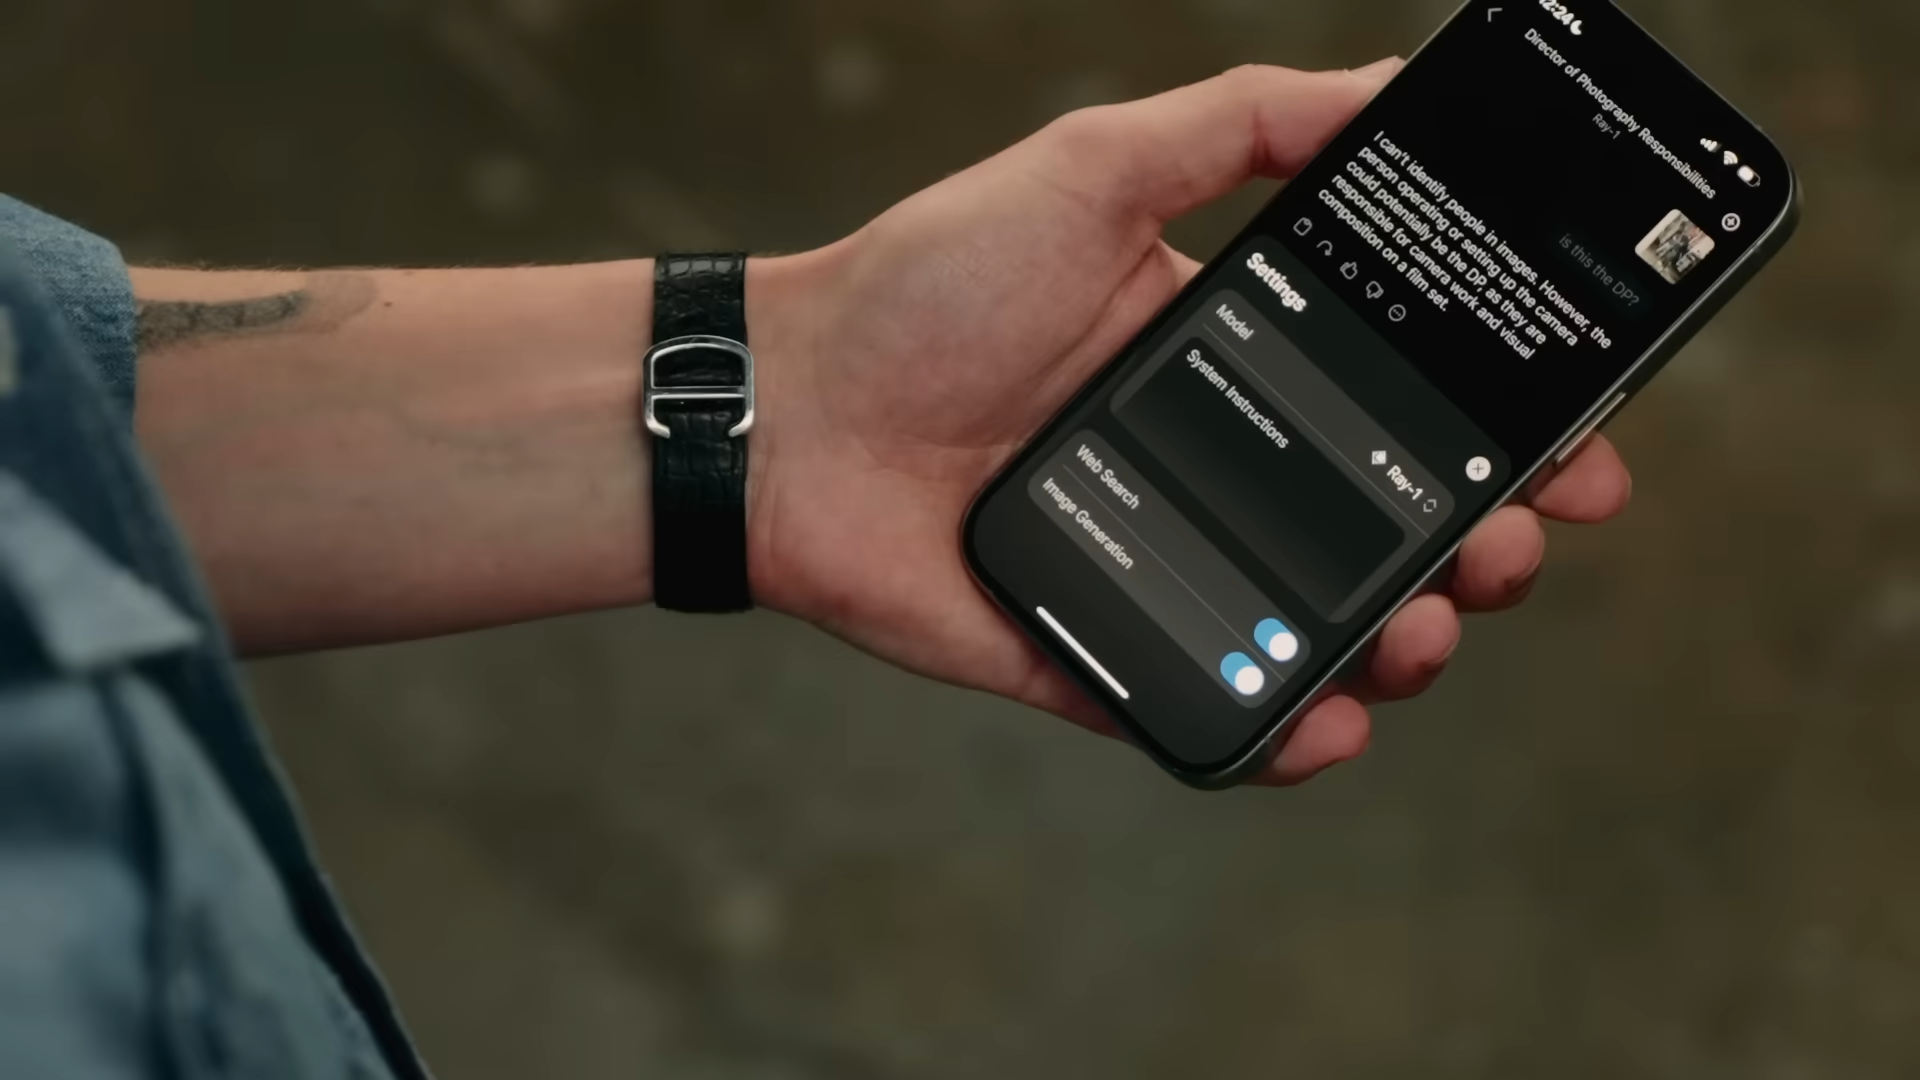 12:24
Director of Photography Responsibilities
Ray-1
is this the DP?
I can't identify people in images. However, the
person operating or setting up the camera
could potentially be the DP, as they are
responsible for camera work and visual
composition on a film set.
Settings
Model
Ray-1
System Instructions
Web Search
Image Generation